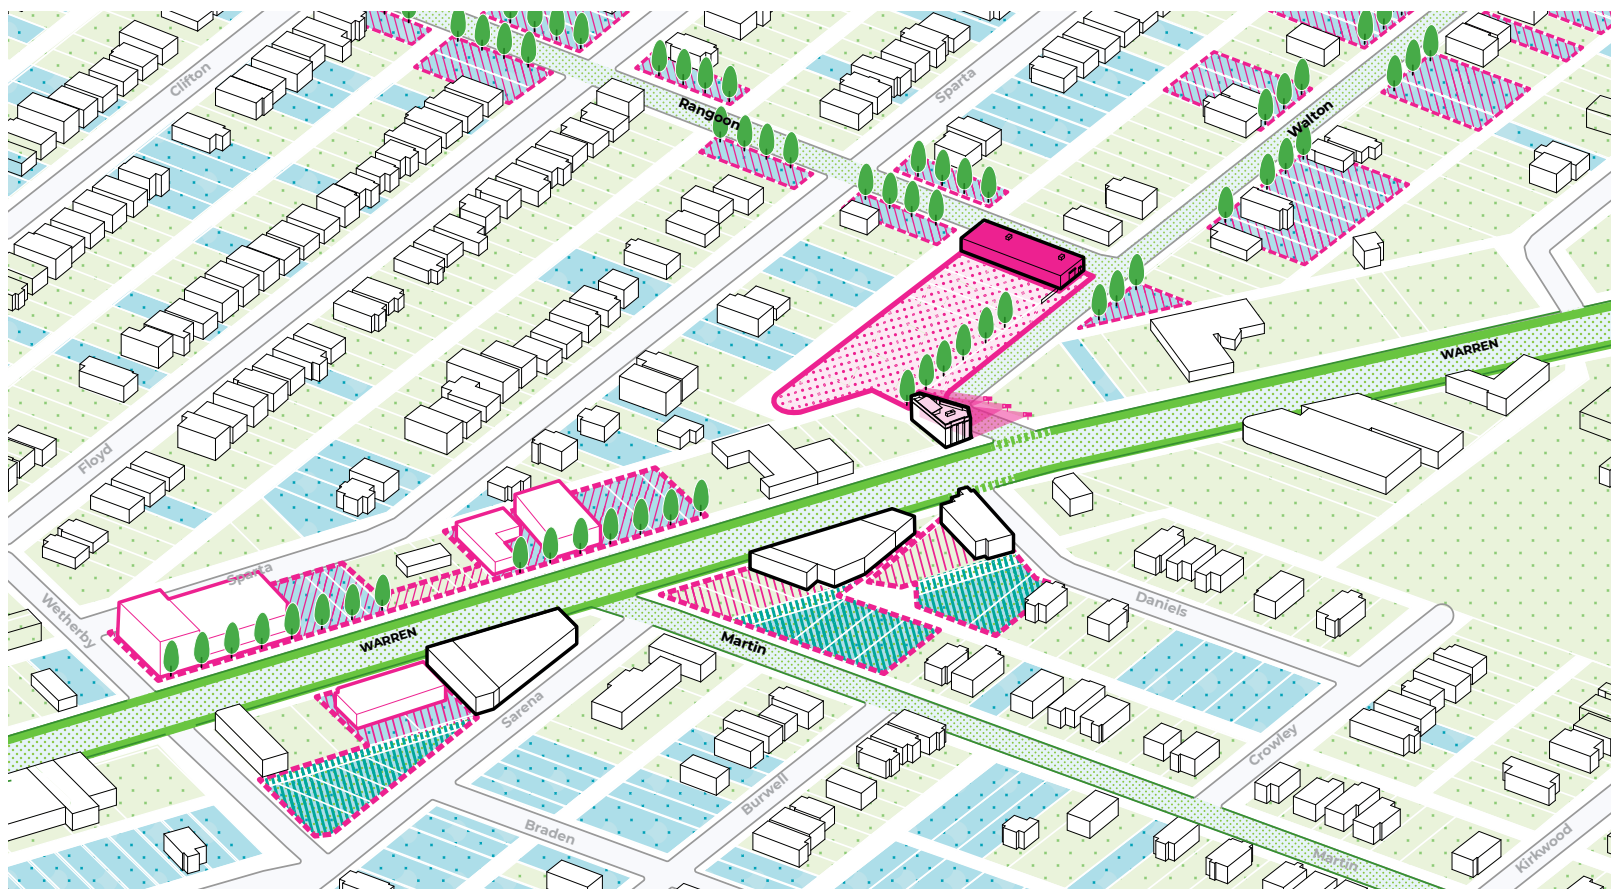 Clifton
Sparta
Rangoon
Walton
WARREN
Floyd
Sparta
Wetherby
WARREN
Martin
Daniels
Sarena
Crowley
Burwell
Braden
Martin
Kirkwood